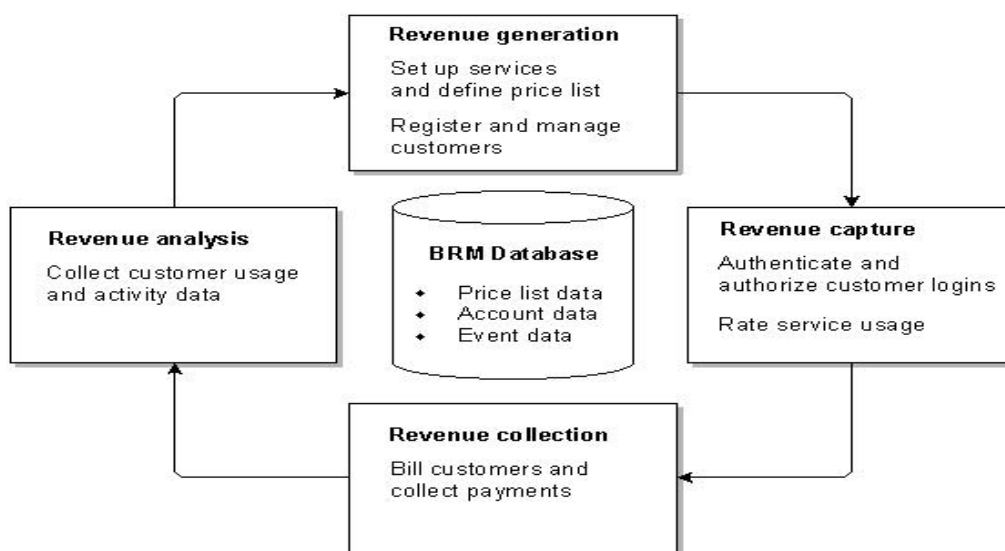 Revenue generation
Set up services
and define price list
Register and manage
customers
Revenue analysis
Collect customer usage
and activity data
BRM Database
◆ Price list data
◆ Account data
◆ Event data
Revenue capture
Authenticate and
authorize customer logins
Rate service usage
Revenue collection
Bill customers and
collect payments